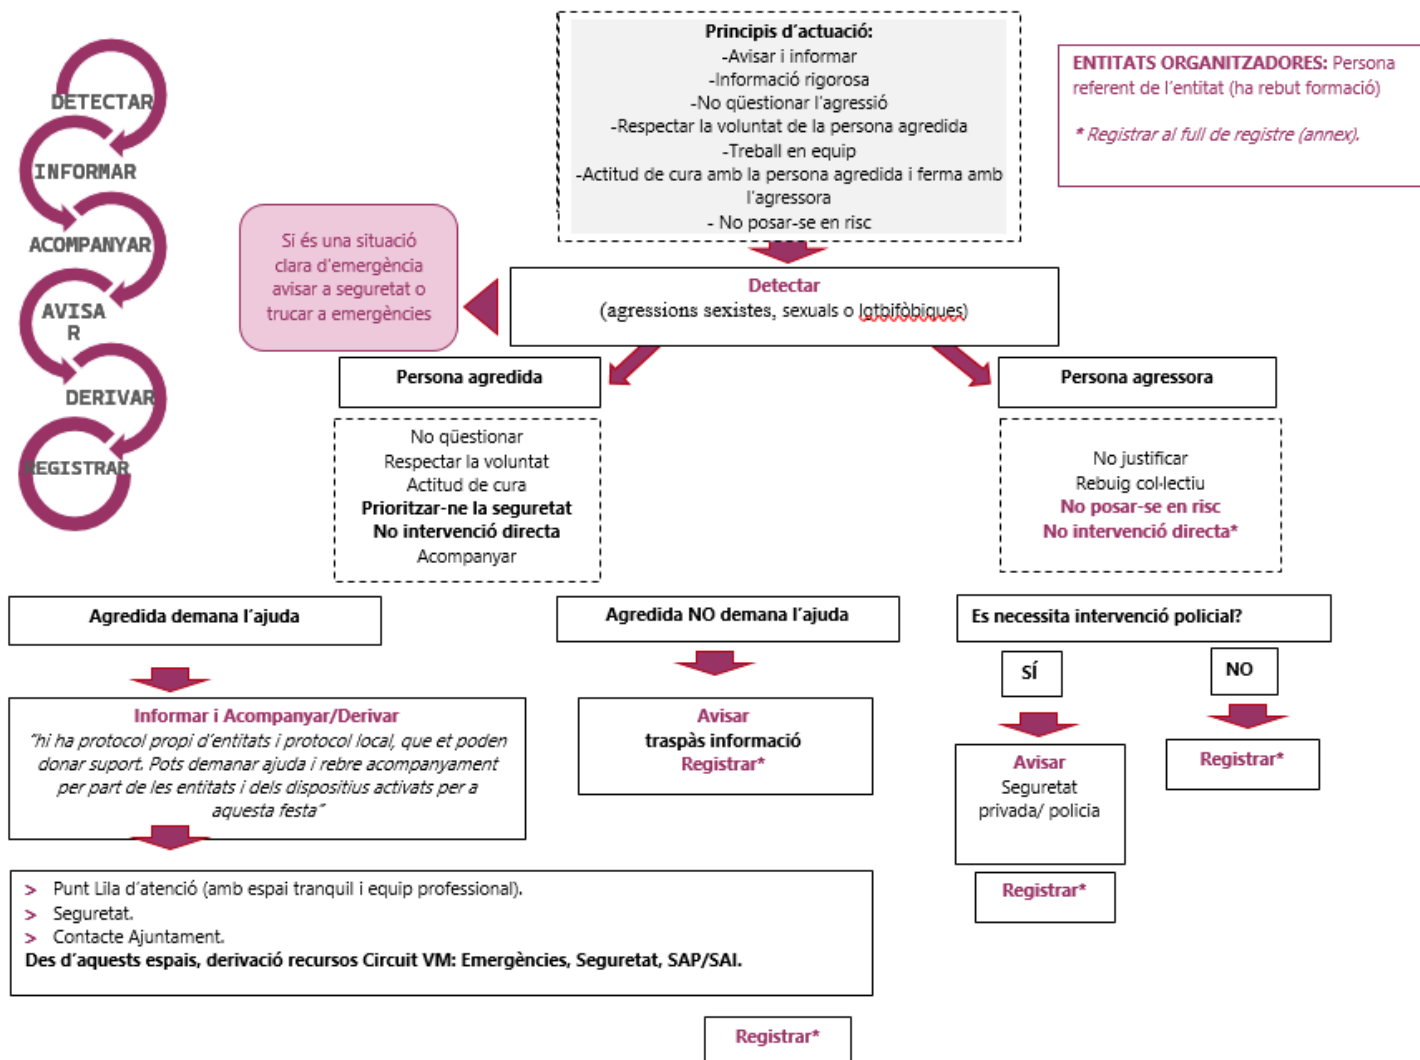 DETECTAR
INFORMAR
ACOMPANYAR
AVISA
R
DERIVAR
REGISTRAR
Principis d´actuació:
-Avisar i informar
-Informació rigorosa
-No qüestionar l´agressió
-Respectar la voluntat de la persona agredida
-Treball en equip
-Actitud de cura amb la persona agredida i ferma amb
l´agressora
- No posar-se en risc
ENTITATS ORGANITZADORES: Persona
referent de l´entitat (ha rebut formació)
* Registrar al full de registre (annex).
Si és una situació
clara d´emergència
avisar a seguretat o
trucar a emergències
Detectar
(agressions sexistes, sexuals o lgtbifòbiques)
Persona agredida
Persona agressora
No qüestionar
Respectar la voluntat
Actitud de cura
Prioritzar-ne la seguretat
No intervenció directa
Acompanyar
No justificar
Rebuig col·lectiu
No posar-se en risc
No intervenció directa*
Agredida demana l´ajuda
Agredida NO demana l´ajuda
Es necessita intervenció policial?
SÍ
NO
Informar i Acompanyar/Derivar
“hi ha protocol propi d´entitats i protocol local, que et poden
donar suport. Pots demanar ajuda i rebre acompanyament
per part de les entitats i dels dispositius activats per a
aquesta festa”
Avisar
traspàs informació
Registrar*
Avisar
Seguretat
privada/ policia
Registrar*
Registrar*
> Punt Lila d´atenció (amb espai tranquil i equip professional).
> Seguretat.
> Contacte Ajuntament.
Des d´aquests espais, derivació recursos Circuit VM: Emergències, Seguretat, SAP/SAI.
Registrar*